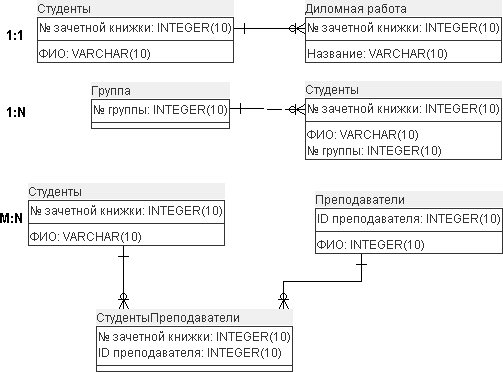 Студенты
Дипломная работа
№ зачетной книжки: INTEGER(10)
№ зачетной книжки: INTEGER(10)
1:1
ФИО: VARCHAR(10)
Название: VARCHAR(10)
Группа
Студенты
1:N
№ группы: INTEGER(10)
№ зачетной книжки: INTEGER(10)
ФИО: VARCHAR(10)
№ группы: INTEGER(10)
Студенты
Преподаватели
M:N
№ зачетной книжки: INTEGER(10)
ID преподавателя: INTEGER(10)
ФИО: VARCHAR(10)
ФИО: INTEGER(10)
СтудентыПреподаватели
№ зачетной книжки: INTEGER(10)
ID преподавателя: INTEGER(10)